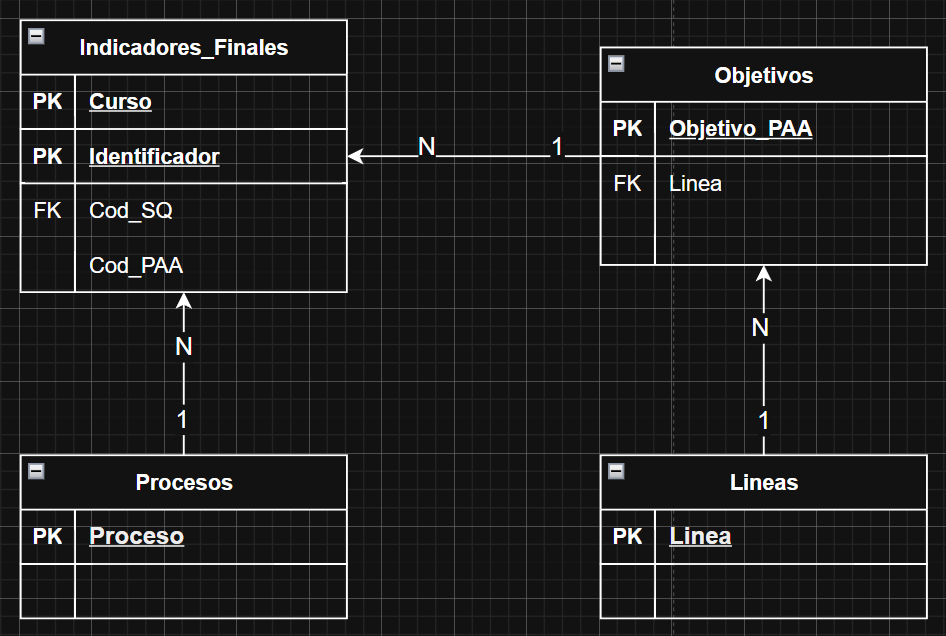 Indicadores_Finales
PK Curso
PK Identificador
FK Cod_SQ
Cod_PAA
N 1
Objetivos
PK Objetivo_PAA
FK Linea
N
1
N
1
Procesos
PK Proceso
Lineas
PK Linea